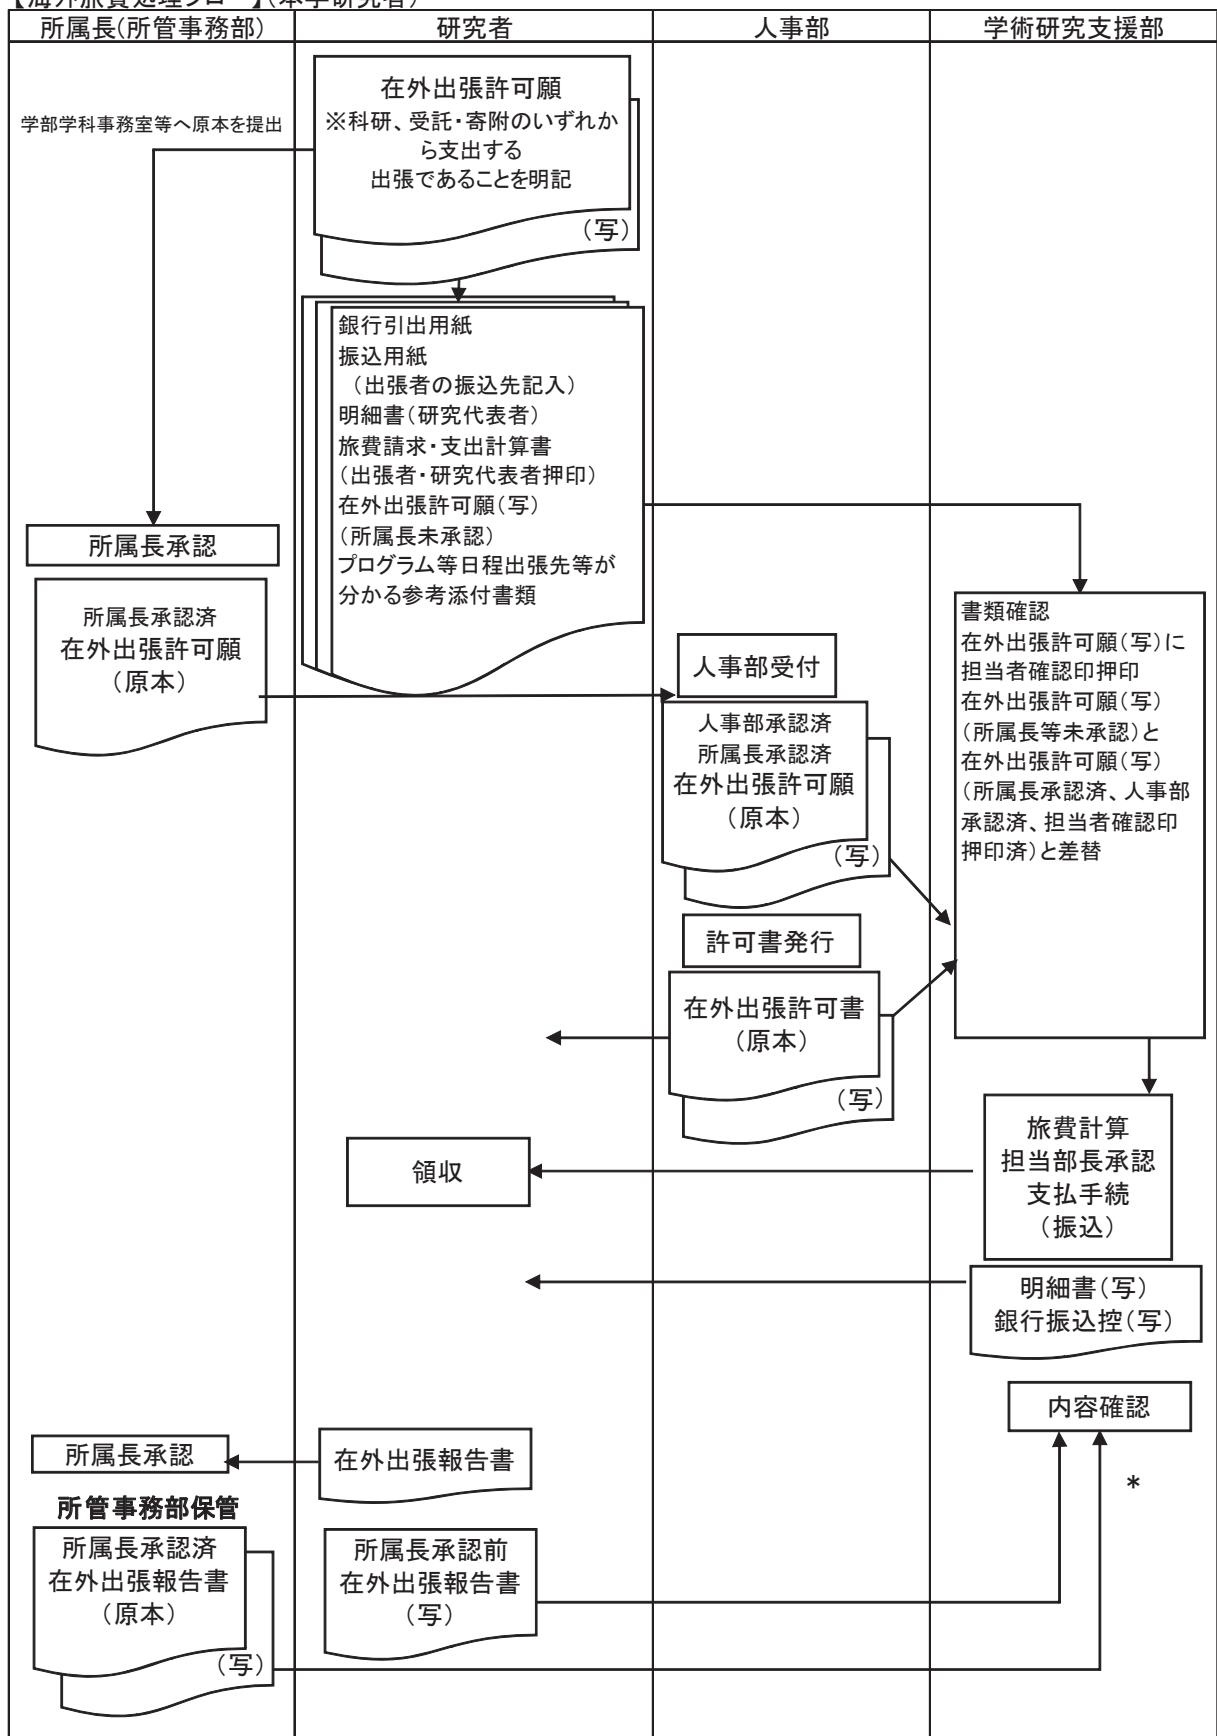 【海外旅費処理フロー】(本学研究者)
所属長(所管事務部)
研究者
人事部
学術研究支援部
在外出張許可願
※科研、受託・寄附のいずれか
ら支出する
出張であることを明記
(写)
学部学科事務室等へ原本を提出
銀行引出用紙
振込用紙
(出張者の振込先記入)
明細書(研究代表者)
旅費請求・支出計算書
(出張者・研究代表者押印)
在外出張許可願(写)
(所属長未承認)
プログラム等日程出張先等が
分かる参考添付書類
所属長承認
所属長承認済
在外出張許可願
(原本)
人事部受付
人事部承認済
所属長承認済
在外出張許可願
(原本)
(写)
書類確認
在外出張許可願(写)に
担当者確認印押印
在外出張許可願(写)
(所属長等未承認)と
在外出張許可願(写)
(所属長承認済、人事部
承認済、担当者確認印
押印済)と差替
許可書発行
在外出張許可書
(原本)
(写)
旅費計算
担当部長承認
支払手続
(振込)
領収
明細書(写)
銀行振込控(写)
内容確認
*
所属長承認
在外出張報告書
所管事務部保管
所属長承認済
在外出張報告書
(原本)
(写)
所属長承認前
在外出張報告書
(写)